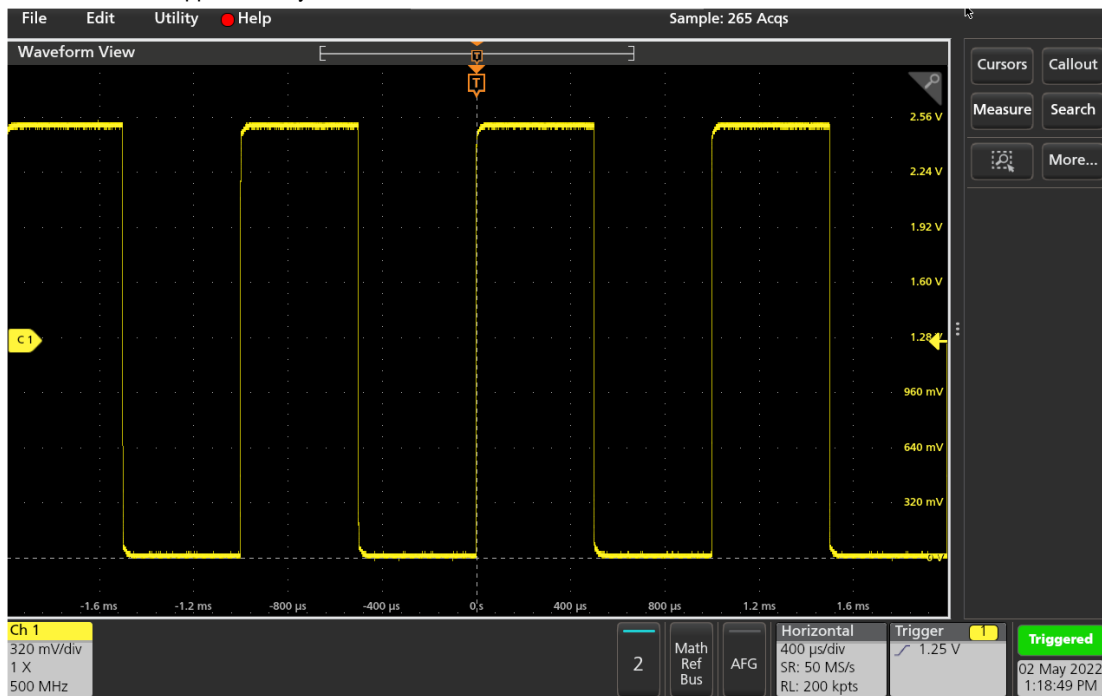 File Edit Utility Help Sample: 265 Acqs
Waveform View
T
T
Cursors Callout
Measure Search
More...
2.56 V
2.24 V
1.92 V
1.60 V
C 1
1.28 V
960 mV
640 mV
320 mV
0 V
-1.6 ms -1.2 ms -800 µs -400 µs 0 s 400 µs 800 µs 1.2 ms 1.6 ms
Ch 1
320 mV/div
1 X
500 MHz
2
Math
Ref
Bus
AFG
Horizontal
400 µs/div
SR: 50 MS/s
RL: 200 kpts
Trigger 1
1.25 V
Triggered
02 May 2022
1:18:49 PM